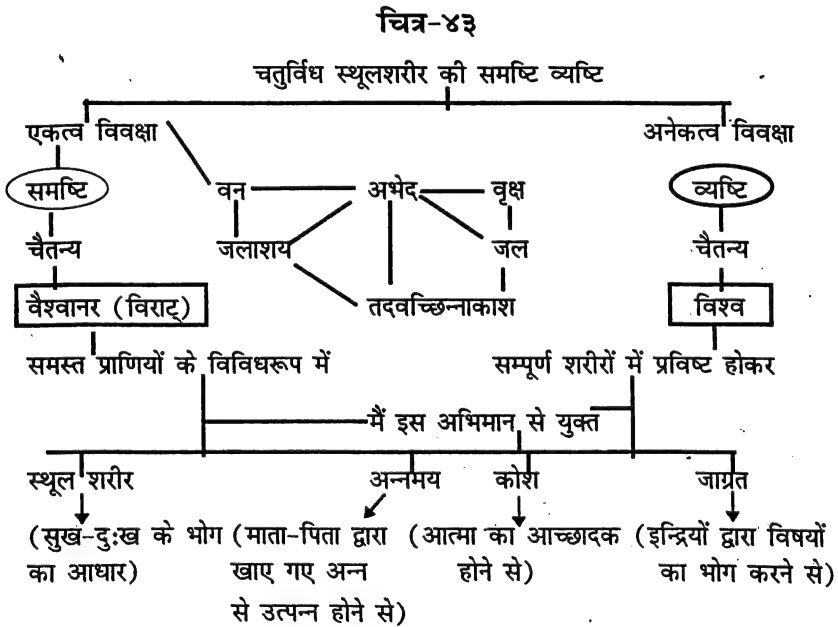 चित्र-४३
चतुर्विध स्थूलशरीर की समष्टि व्यष्टि
एकत्व विवक्षा अनेकत्व विवक्षा
समष्टि वन अभेद वृक्ष व्यष्टि
चैतन्य जलाशय जल चैतन्य
वैश्वानर (विराट्) तदवच्छिन्नाकाश विश्व
समस्त प्राणियों के विविधरूप में सम्पूर्ण शरीरों में प्रविष्ट होकर
मैं इस अभिमान से युक्त
स्थूल शरीर अन्नमय कोश जाग्रत
(सुख-दुःख के भोग (माता-पिता द्वारा (आत्मा का आच्छादक (इन्द्रियों द्वारा विषयों
का आधार) खाए गए अन्न होने से) का भोग करने से)
से उत्पन्न होने से)